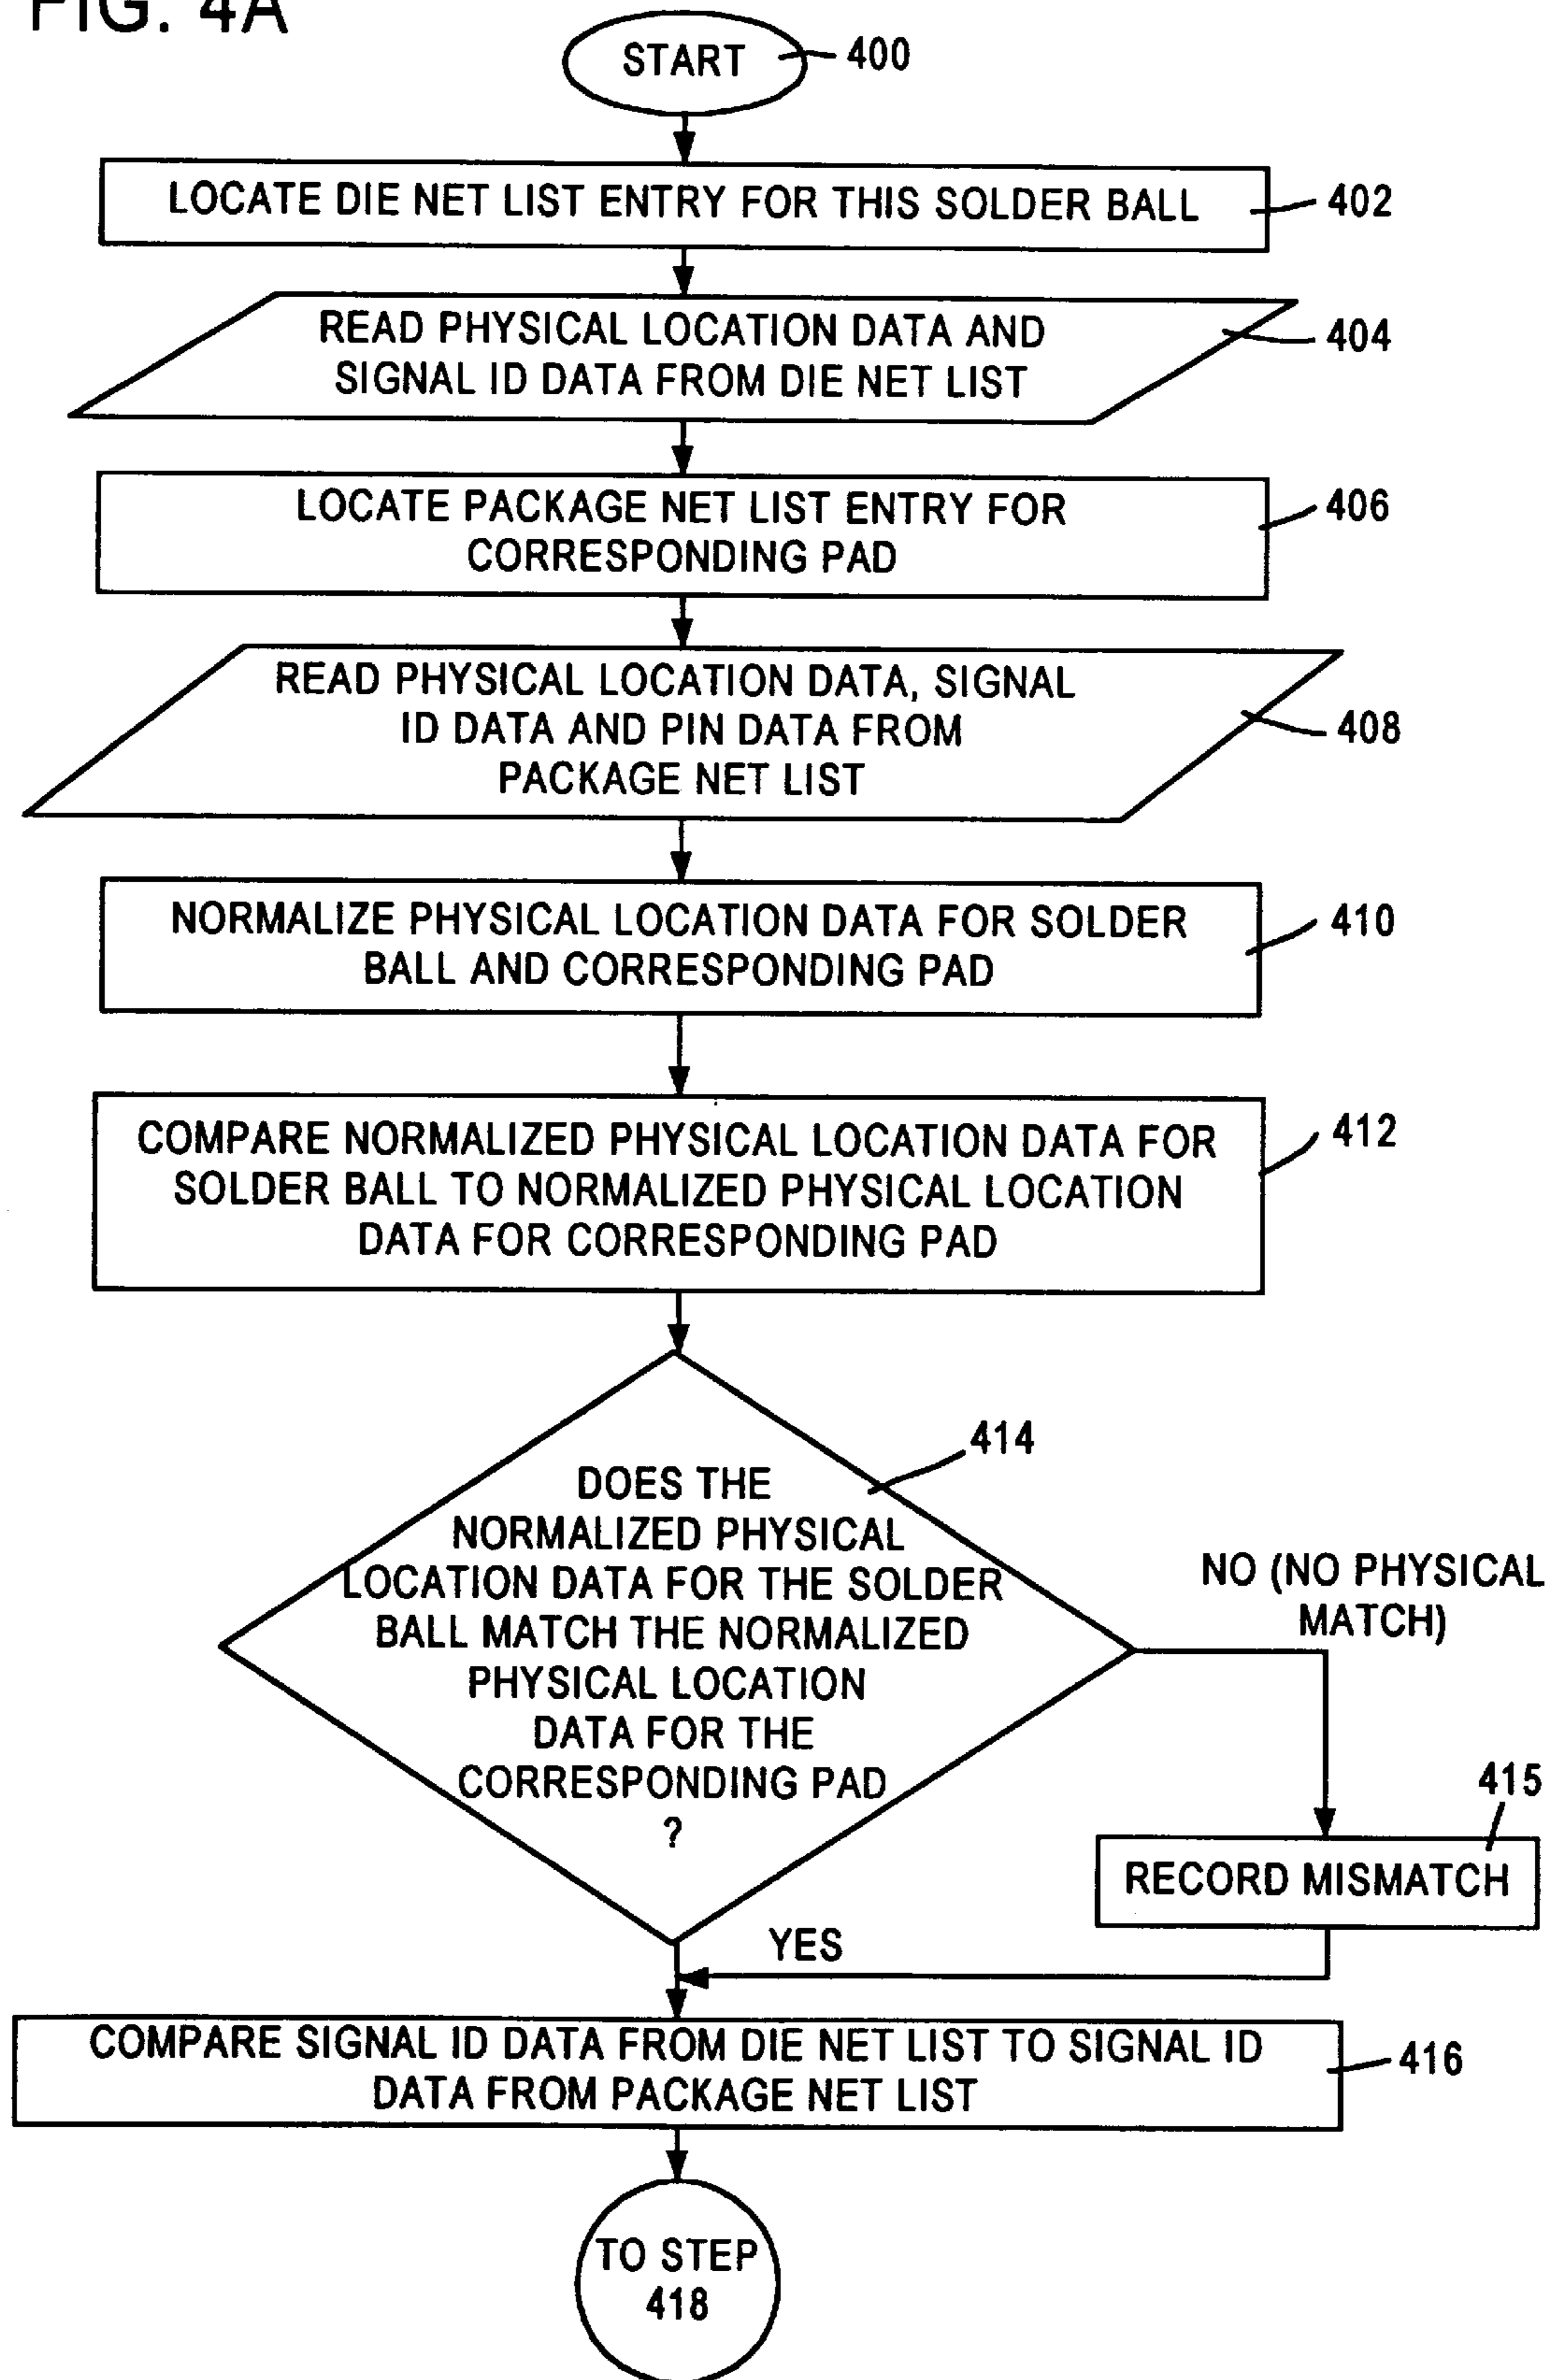 FIG. 4A
START
400
LOCATE DIE NET LIST ENTRY FOR THIS SOLDER BALL
402
READ PHYSICAL LOCATION DATA AND
SIGNAL ID DATA FROM DIE NET LIST
404
LOCATE PACKAGE NET LIST ENTRY FOR
CORRESPONDING PAD
406
READ PHYSICAL LOCATION DATA, SIGNAL
ID DATA AND PIN DATA FROM
PACKAGE NET LIST
408
NORMALIZE PHYSICAL LOCATION DATA FOR SOLDER
BALL AND CORRESPONDING PAD
410
COMPARE NORMALIZED PHYSICAL LOCATION DATA FOR
SOLDER BALL TO NORMALIZED PHYSICAL LOCATION
DATA FOR CORRESPONDING PAD
412
414
DOES THE
NORMALIZED PHYSICAL
LOCATION DATA FOR THE SOLDER
BALL MATCH THE NORMALIZED
PHYSICAL LOCATION
DATA FOR THE
CORRESPONDING PAD
?
NO (NO PHYSICAL
MATCH)
415
RECORD MISMATCH
YES
COMPARE SIGNAL ID DATA FROM DIE NET LIST TO SIGNAL ID
DATA FROM PACKAGE NET LIST
416
TO STEP
418